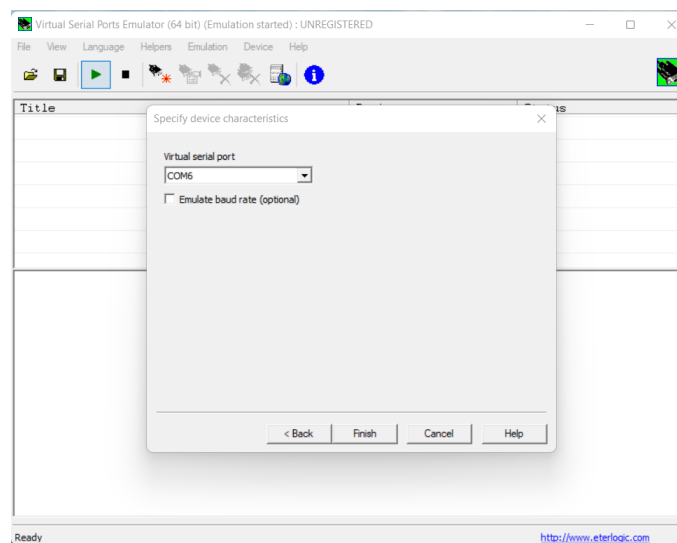 Virtual Serial Ports Emulator (64 bit) (Emulation started) : UNREGISTERED
File View Language Helpers Emulation Device Help
Title
Specify device characteristics
Virtual serial port
COM6
Emulate baud rate (optional)
< Back Finish Cancel Help
Ready http://www.eterlogic.com